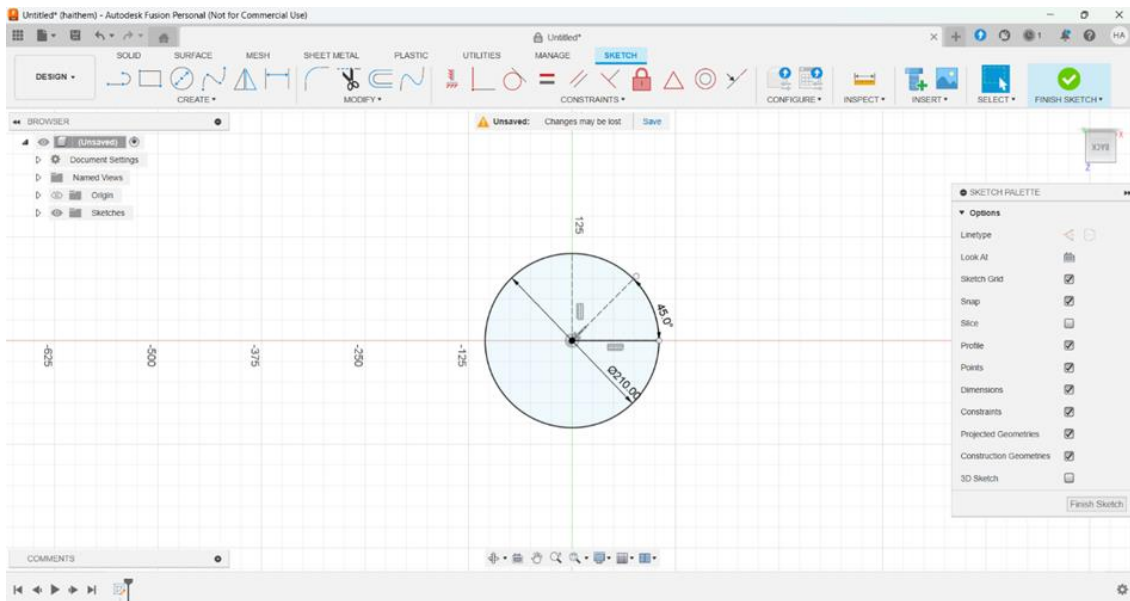 Untitled* (haithem) - Autodesk Fusion Personal (Not for Commercial Use)
Untitled*
1
HA
DESIGN
SOLID SURFACE MESH SHEET METAL PLASTIC UTILITIES MANAGE SKETCH
CREATE MODIFY CONSTRAINTS CONFIGURE INSPECT INSERT SELECT FINISH SKETCH
BROWSER
Unsaved: Changes may be lost Save
(Unsaved)
Document Settings
Named Views
Origin
Sketches
BACK
X
Z
125
45.0°
-625 -500 -375 -250 -125
Ø210.00
SKETCH PALETTE
Options
Linetype
Look At
Sketch Grid
Snap
Slice
Profile
Points
Dimensions
Constraints
Projected Geometries
Construction Geometries
3D Sketch
Finish Sketch
COMMENTS